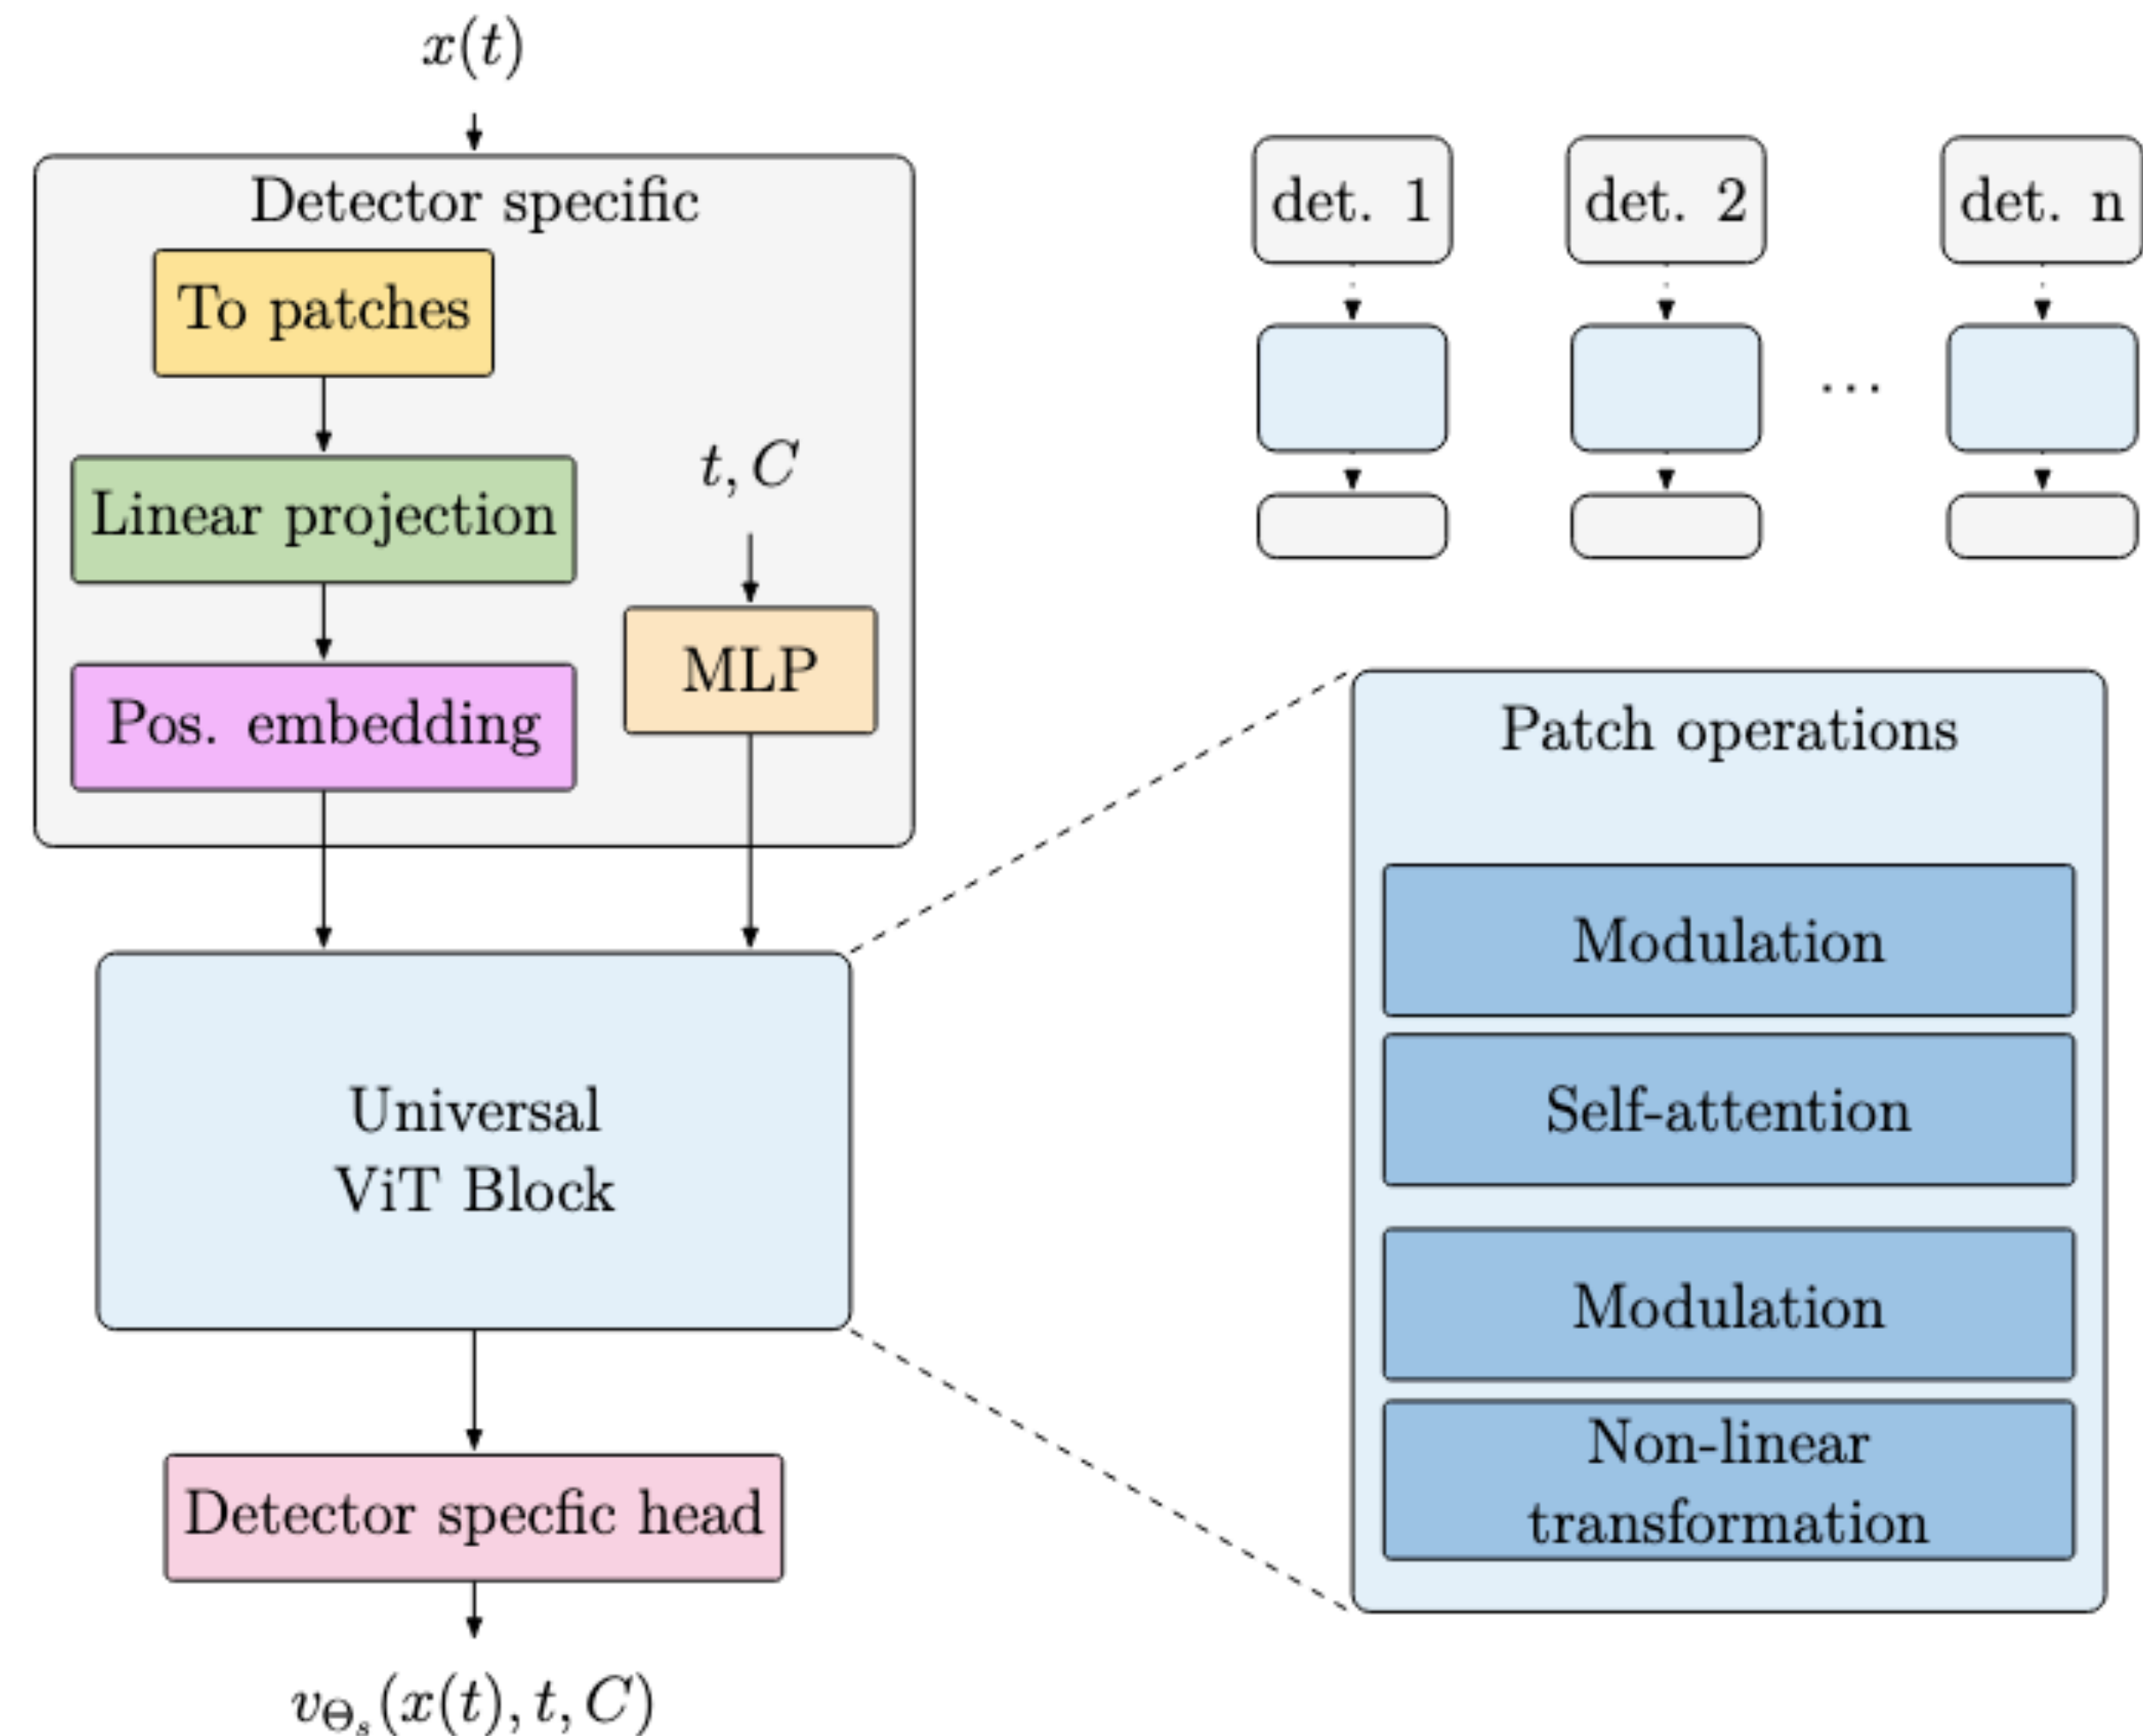 x(t)
Detector specific
To patches
Linear projection
Pos. embedding
t, C
MLP
Universal
ViT Block
Detector specfic head
v_{Θ_s}(x(t), t, C)
det. 1
det. 2
det. n
···
Patch operations
Modulation
Self-attention
Modulation
Non-linear
transformation